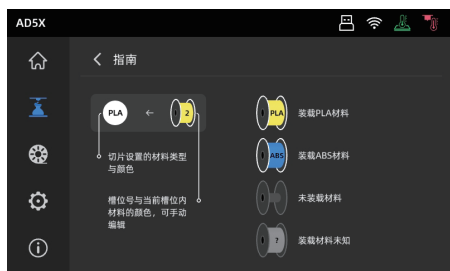 AD5X
指南
PLA ← 2
切片设置的材料类型
与颜色
槽位号与当前槽位内
材料的颜色，可手动
编辑
PLA 装载PLA材料
ABS 装载ABS材料
未装载材料
? 装载材料未知